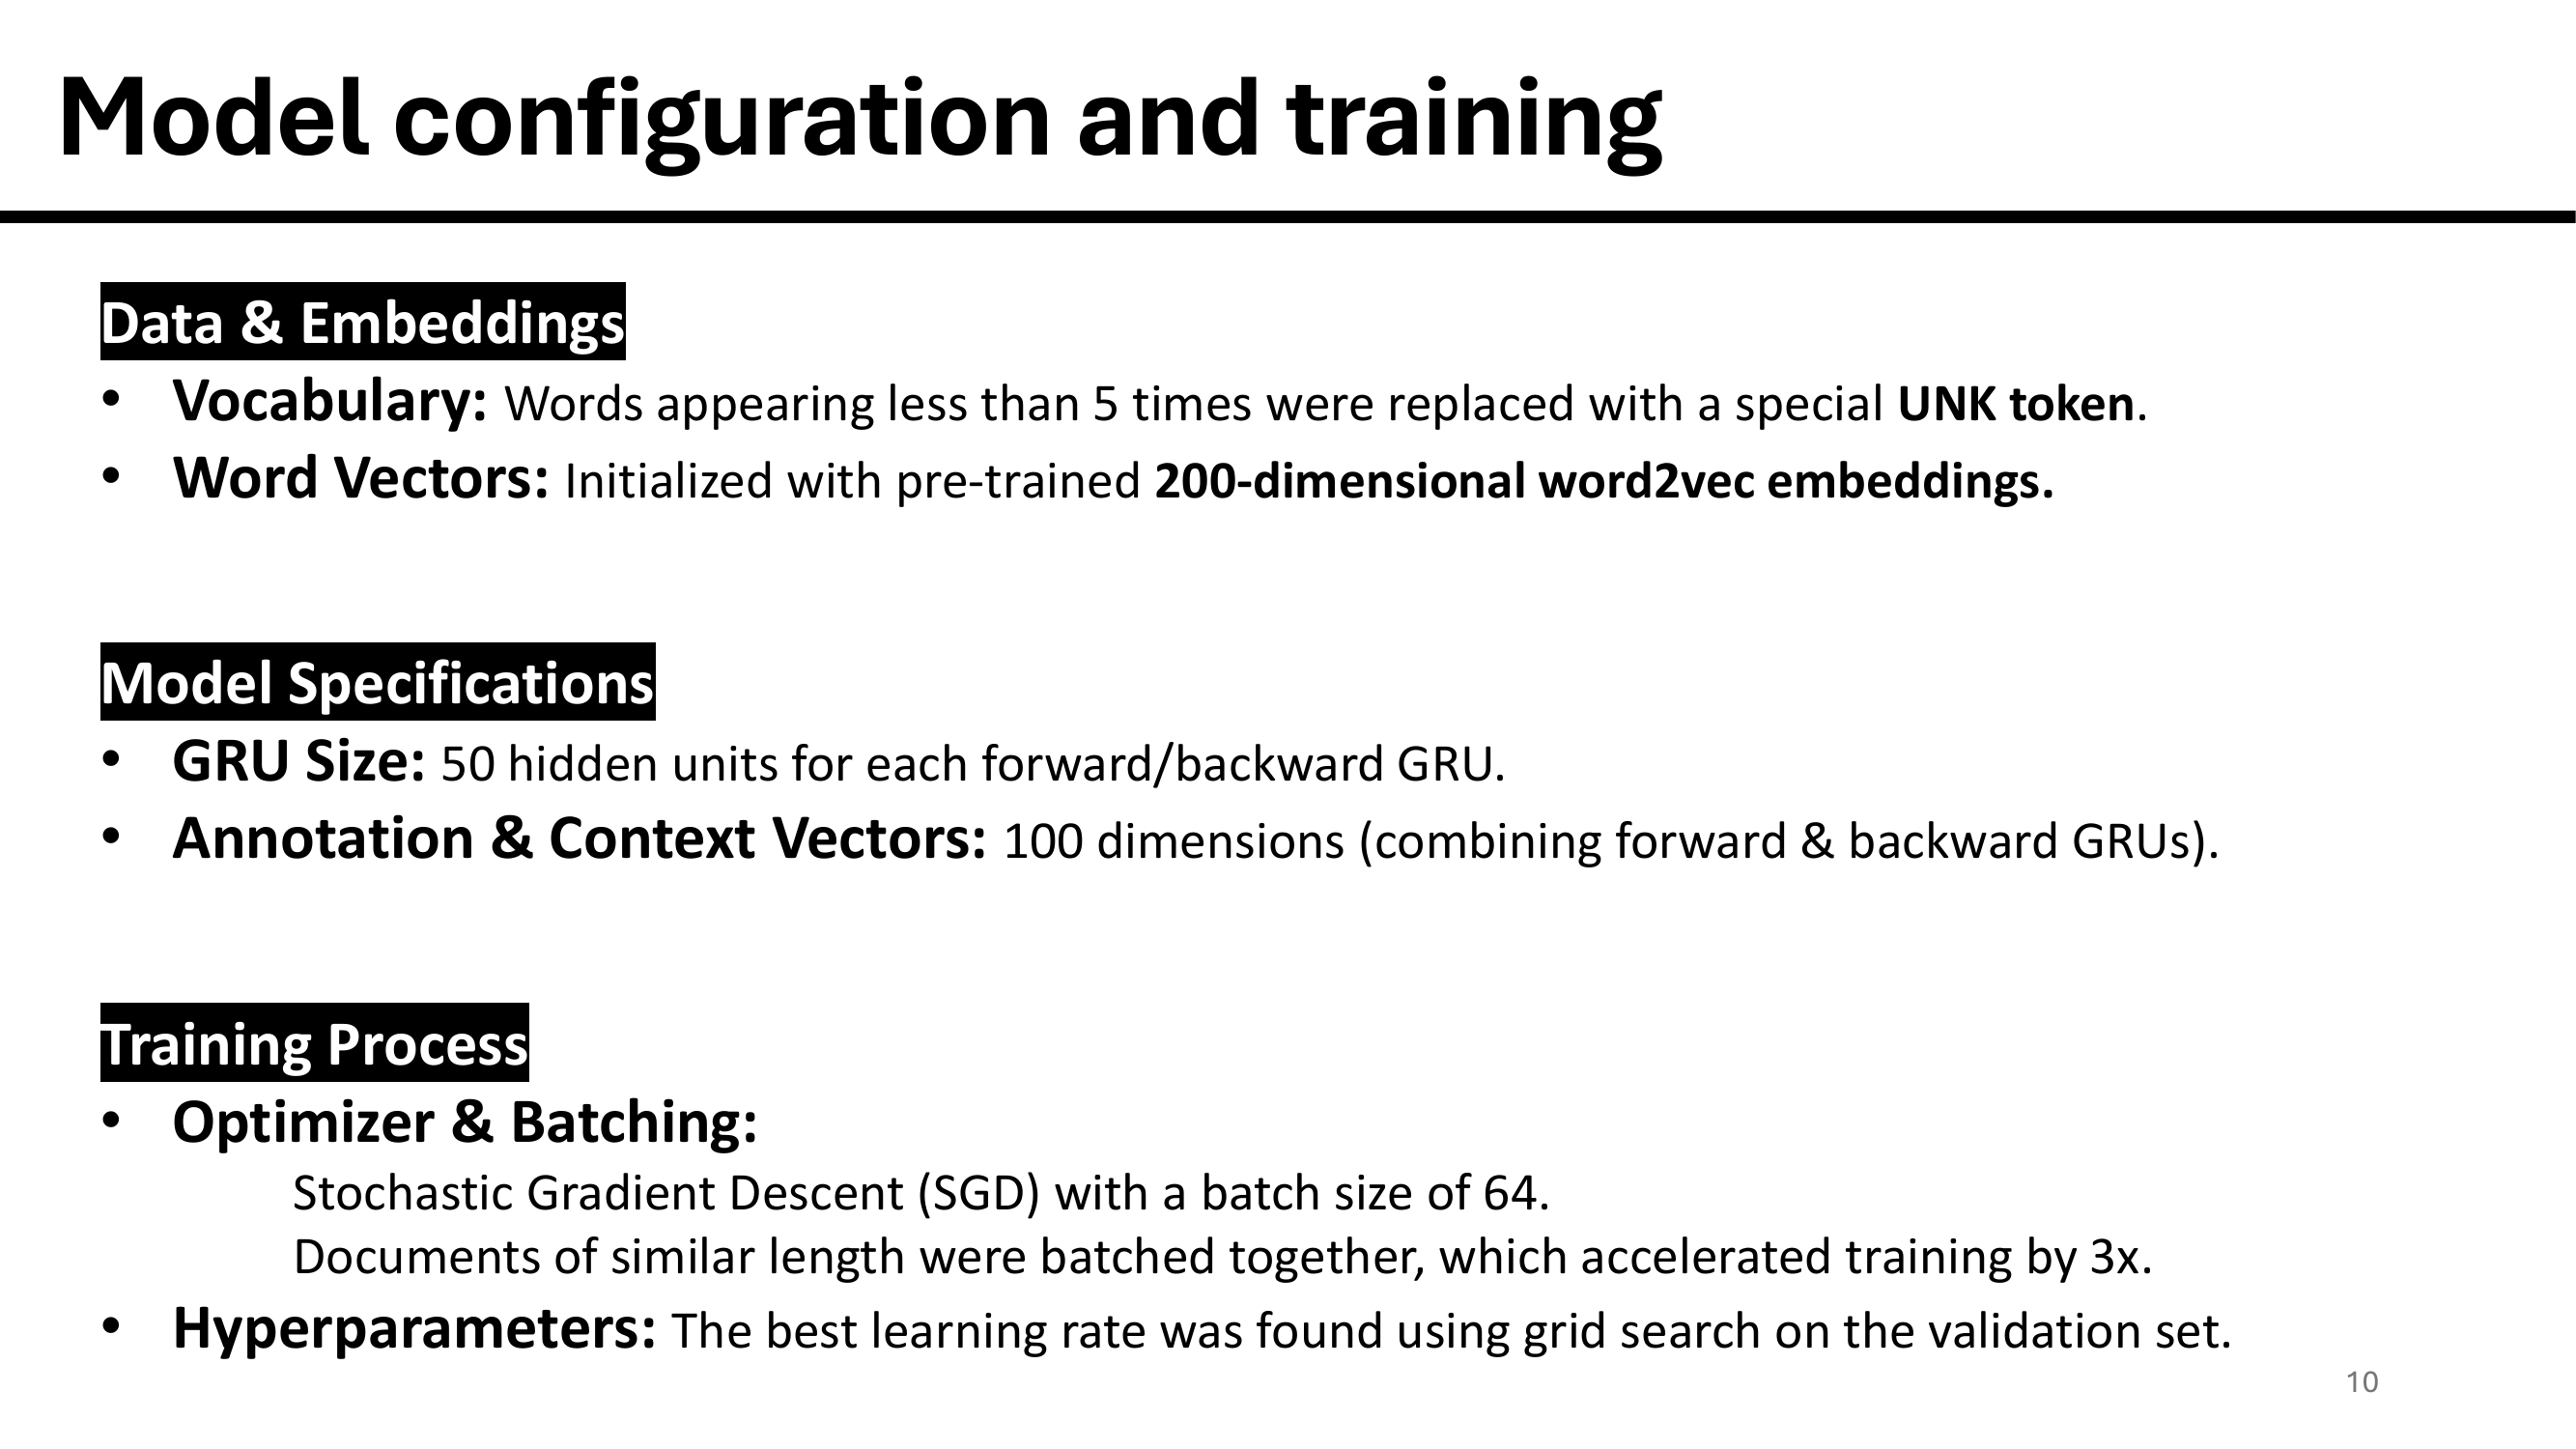 Model configuration and training
Data & Embeddings
• Vocabulary: Words appearing less than 5 times were replaced with a special UNK token.
• Word Vectors: Initialized with pre-trained 200-dimensional word2vec embeddings.
Model Specifications
• GRU Size: 50 hidden units for each forward/backward GRU.
• Annotation & Context Vectors: 100 dimensions (combining forward & backward GRUs).
Training Process
• Optimizer & Batching:
Stochastic Gradient Descent (SGD) with a batch size of 64.
Documents of similar length were batched together, which accelerated training by 3x.
• Hyperparameters: The best learning rate was found using grid search on the validation set.
10